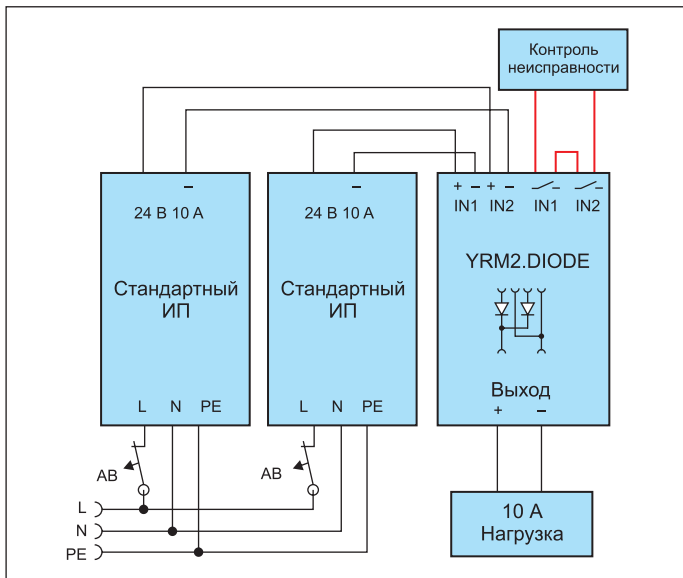 Контроль
неисправности
–
–
+ – + –
24 В 10 А
24 В 10 А
IN1 IN2 IN1 IN2
YRM2.DIODE
Стандартный
ИП
Стандартный
ИП
Выход
+ –
L N PE
L N PE
АВ
АВ
L
N
PE
10 А
Нагрузка